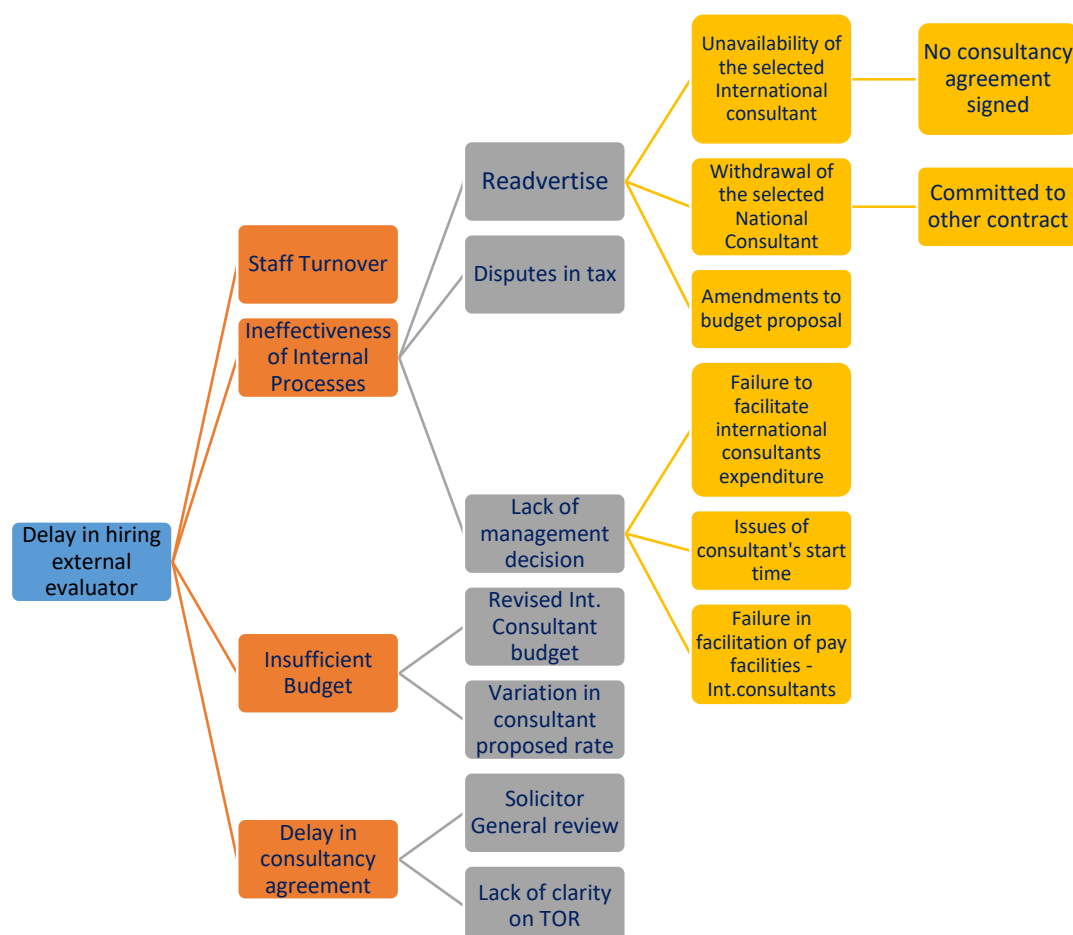 Delay in hiring
external
evaluator
Staff Turnover
Ineffectiveness
of Internal
Processes
Insufficient
Budget
Delay in
consultancy
agreement
Readvertise
Disputes in tax
Lack of
management
decision
Revised Int.
Consultant
budget
Variation in
consultant
proposed rate
Solicitor
General review
Lack of clarity
on TOR
Unavailability of
the selected
International
consultant
Withdrawal of
the selected
National
Consultant
Amendments to
budget proposal
Failure to
facilitate
international
consultants
expenditure
Issues of
consultant's start
time
Failure in
facilitation of pay
facilities -
Int.consultants
No consultancy
agreement
signed
Committed to
other contract